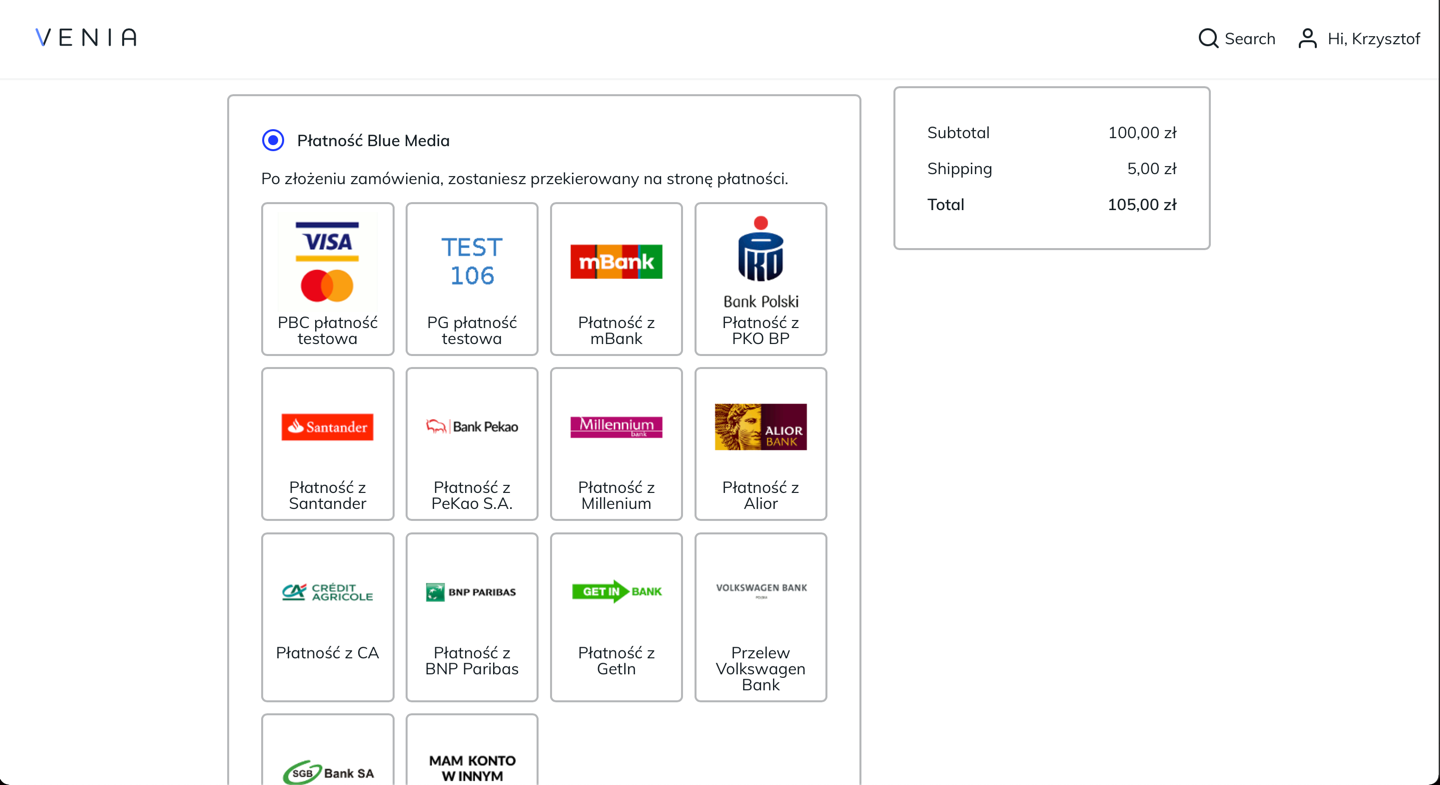 VENIA
Search
Hi, Krzysztof
Płatność Blue Media
Po złożeniu zamówienia, zostaniesz przekierowany na stronę płatności.
VISA
PBC płatność
testowa
TEST
106
PG płatność
testowa
mBank
Płatność z
mBank
Bank Polski
Płatność z
PKO BP
Santander
Płatność z
Santander
Bank Pekao
Płatność z
PeKao S.A.
Millennium
bank
Płatność z
Millenium
ALIOR
BANK
Płatność z
Alior
CRÉDIT
AGRICOLE
Płatność z CA
BNP PARIBAS
Płatność z
BNP Paribas
GET IN BANK
Płatność z
GetIn
VOLKSWAGEN BANK
Przelew
Volkswagen
Bank
SGB Bank SA
MAM KONTO
W INNYM
Subtotal 100,00 zł
Shipping 5,00 zł
Total 105,00 zł